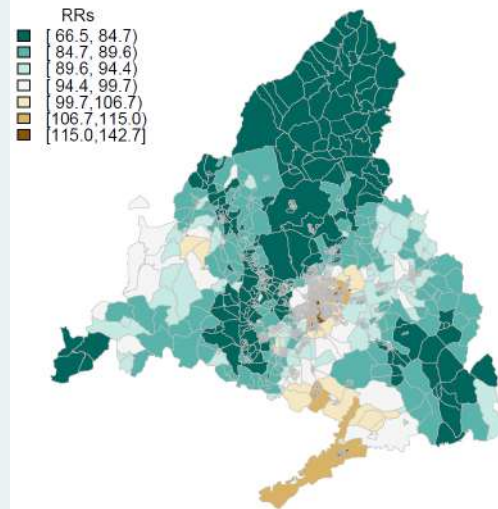 RRs
[ 66.5, 84.7)
[ 84.7, 89.6)
[ 89.6, 94.4)
[ 94.4, 99.7)
[ 99.7,106.7)
[106.7,115.0)
[115.0,142.7]